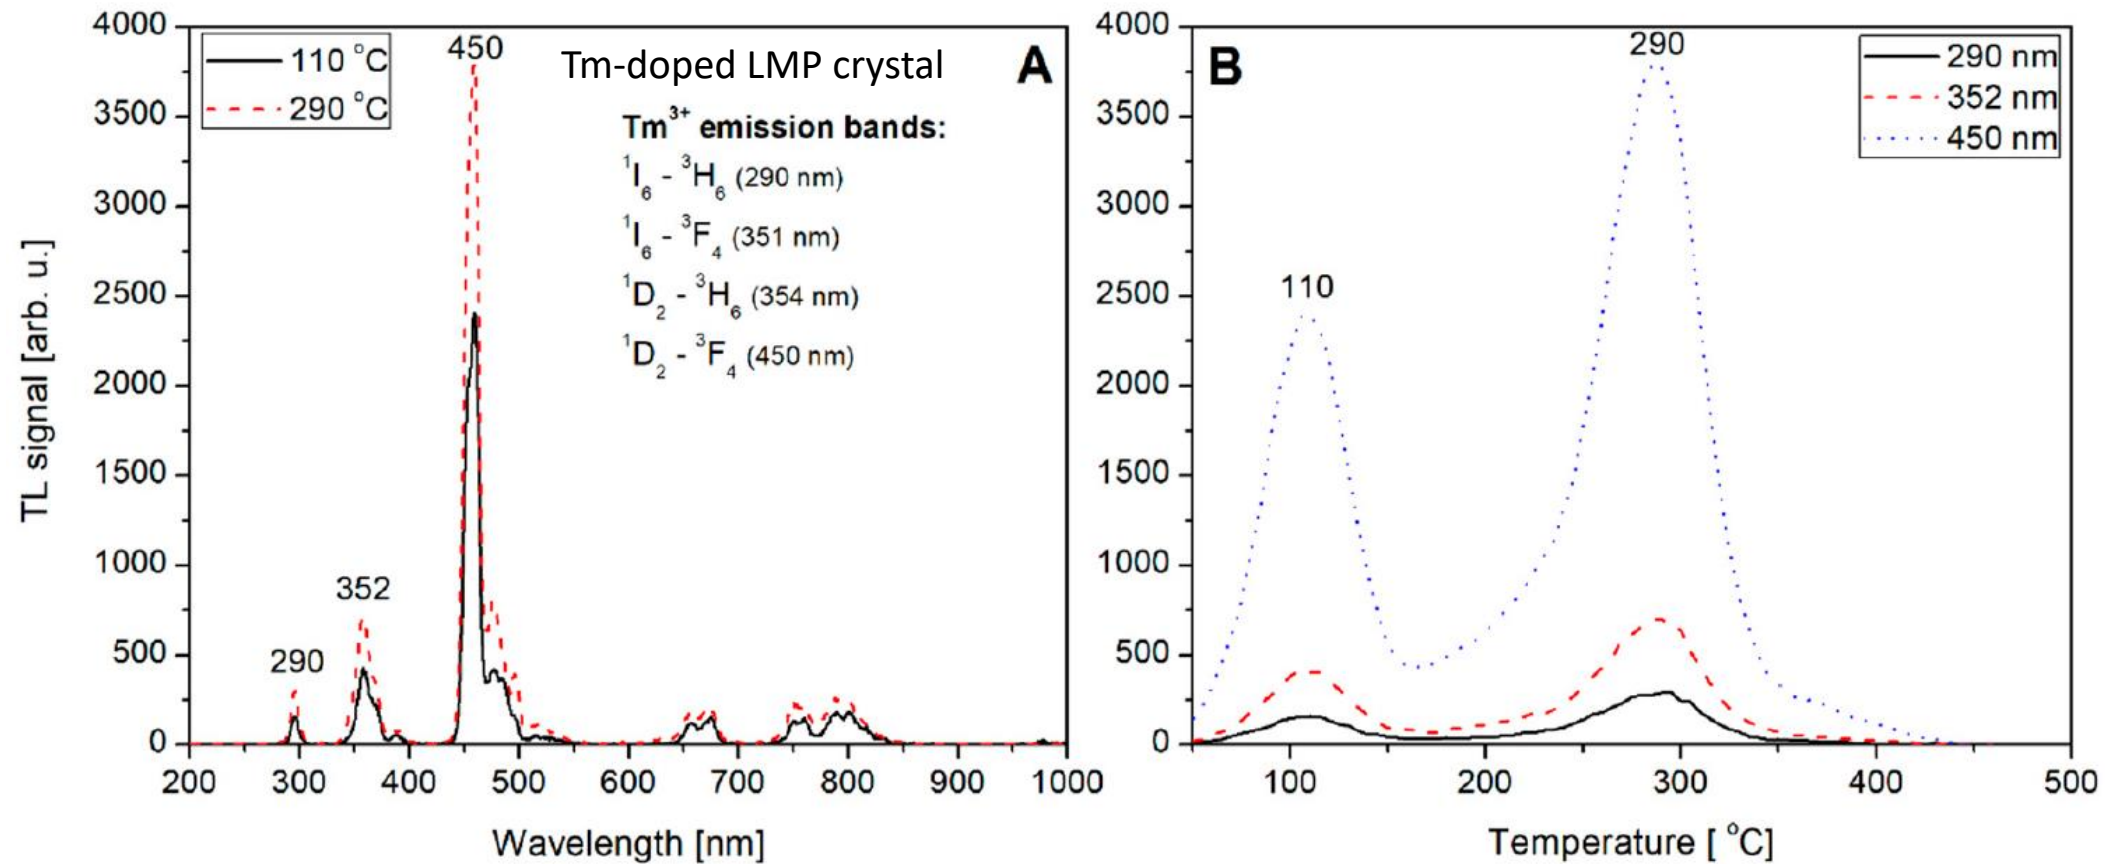 4000
3500
3000
2500
2000
1500
1000
500
0
TL signal [arb. u.]
110 °C
290 °C
450
Tm-doped LMP crystal
A
Tm³⁺ emission bands:
¹I₆ - ³H₆ (290 nm)
¹I₆ - ³F₄ (351 nm)
¹D₂ - ³H₆ (354 nm)
¹D₂ - ³F₄ (450 nm)
352
290
200 300 400 500 600 700 800 900 1000
Wavelength [nm]
4000
3500
3000
2500
2000
1500
1000
500
0
B
290
290 nm
352 nm
450 nm
110
100 200 300 400 500
Temperature [ °C]